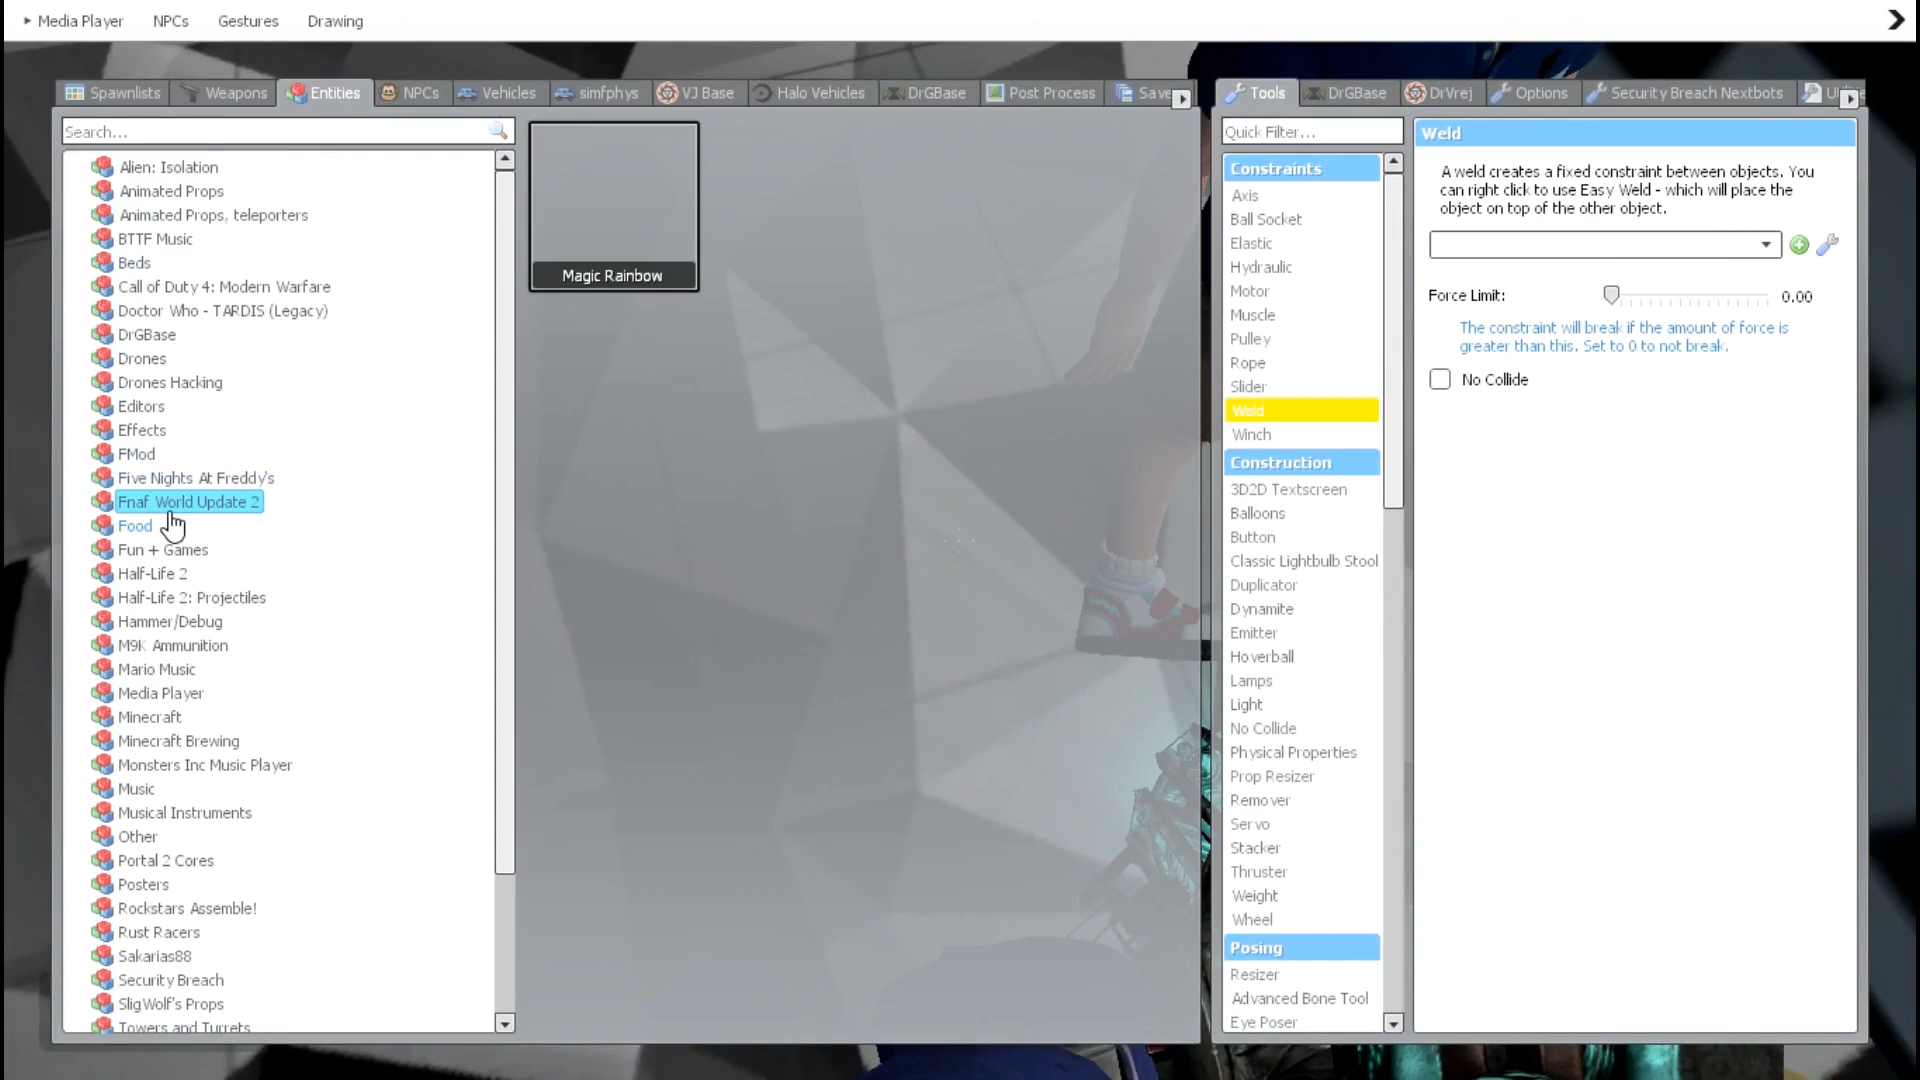 Media Player NPCs Gestures Drawing
Spawnlists Weapons Entities NPCs Vehicles simfphys VJ Base Halo Vehicles DrGBase Post Process Save
Search...
Alien: Isolation
Animated Props
Animated Props, teleporters
BTTF Music
Beds
Call of Duty 4: Modern Warfare
Doctor Who - TARDIS (Legacy)
DrGBase
Drones
Drones Hacking
Editors
Effects
FMod
Five Nights At Freddy's
Fnaf World Update 2
Food
Fun + Games
Half-Life 2
Half-Life 2: Projectiles
Hammer/Debug
M9K Ammunition
Mario Music
Media Player
Minecraft
Minecraft Brewing
Monsters Inc Music Player
Music
Musical Instruments
Other
Portal 2 Cores
Posters
Rockstars Assemble!
Rust Racers
Sakarias88
Security Breach
SligWolf's Props
Towers and Turrets
Magic Rainbow
Tools DrGBase DrVrej Options Security Breach Nextbots
Quick Filter...
Constraints
Axis
Ball Socket
Elastic
Hydraulic
Motor
Muscle
Pulley
Rope
Slider
Weld
Winch
Construction
3D2D Textscreen
Balloons
Button
Classic Lightbulb Stool
Duplicator
Dynamite
Emitter
Hoverball
Lamps
Light
No Collide
Physical Properties
Prop Resizer
Remover
Servo
Stacker
Thruster
Weight
Wheel
Posing
Resizer
Advanced Bone Tool
Eye Poser
Weld
A weld creates a fixed constraint between objects. You
can right click to use Easy Weld - which will place the
object on top of the other object.
Force Limit: 0.00
The constraint will break if the amount of force is
greater than this. Set to 0 to not break.
No Collide